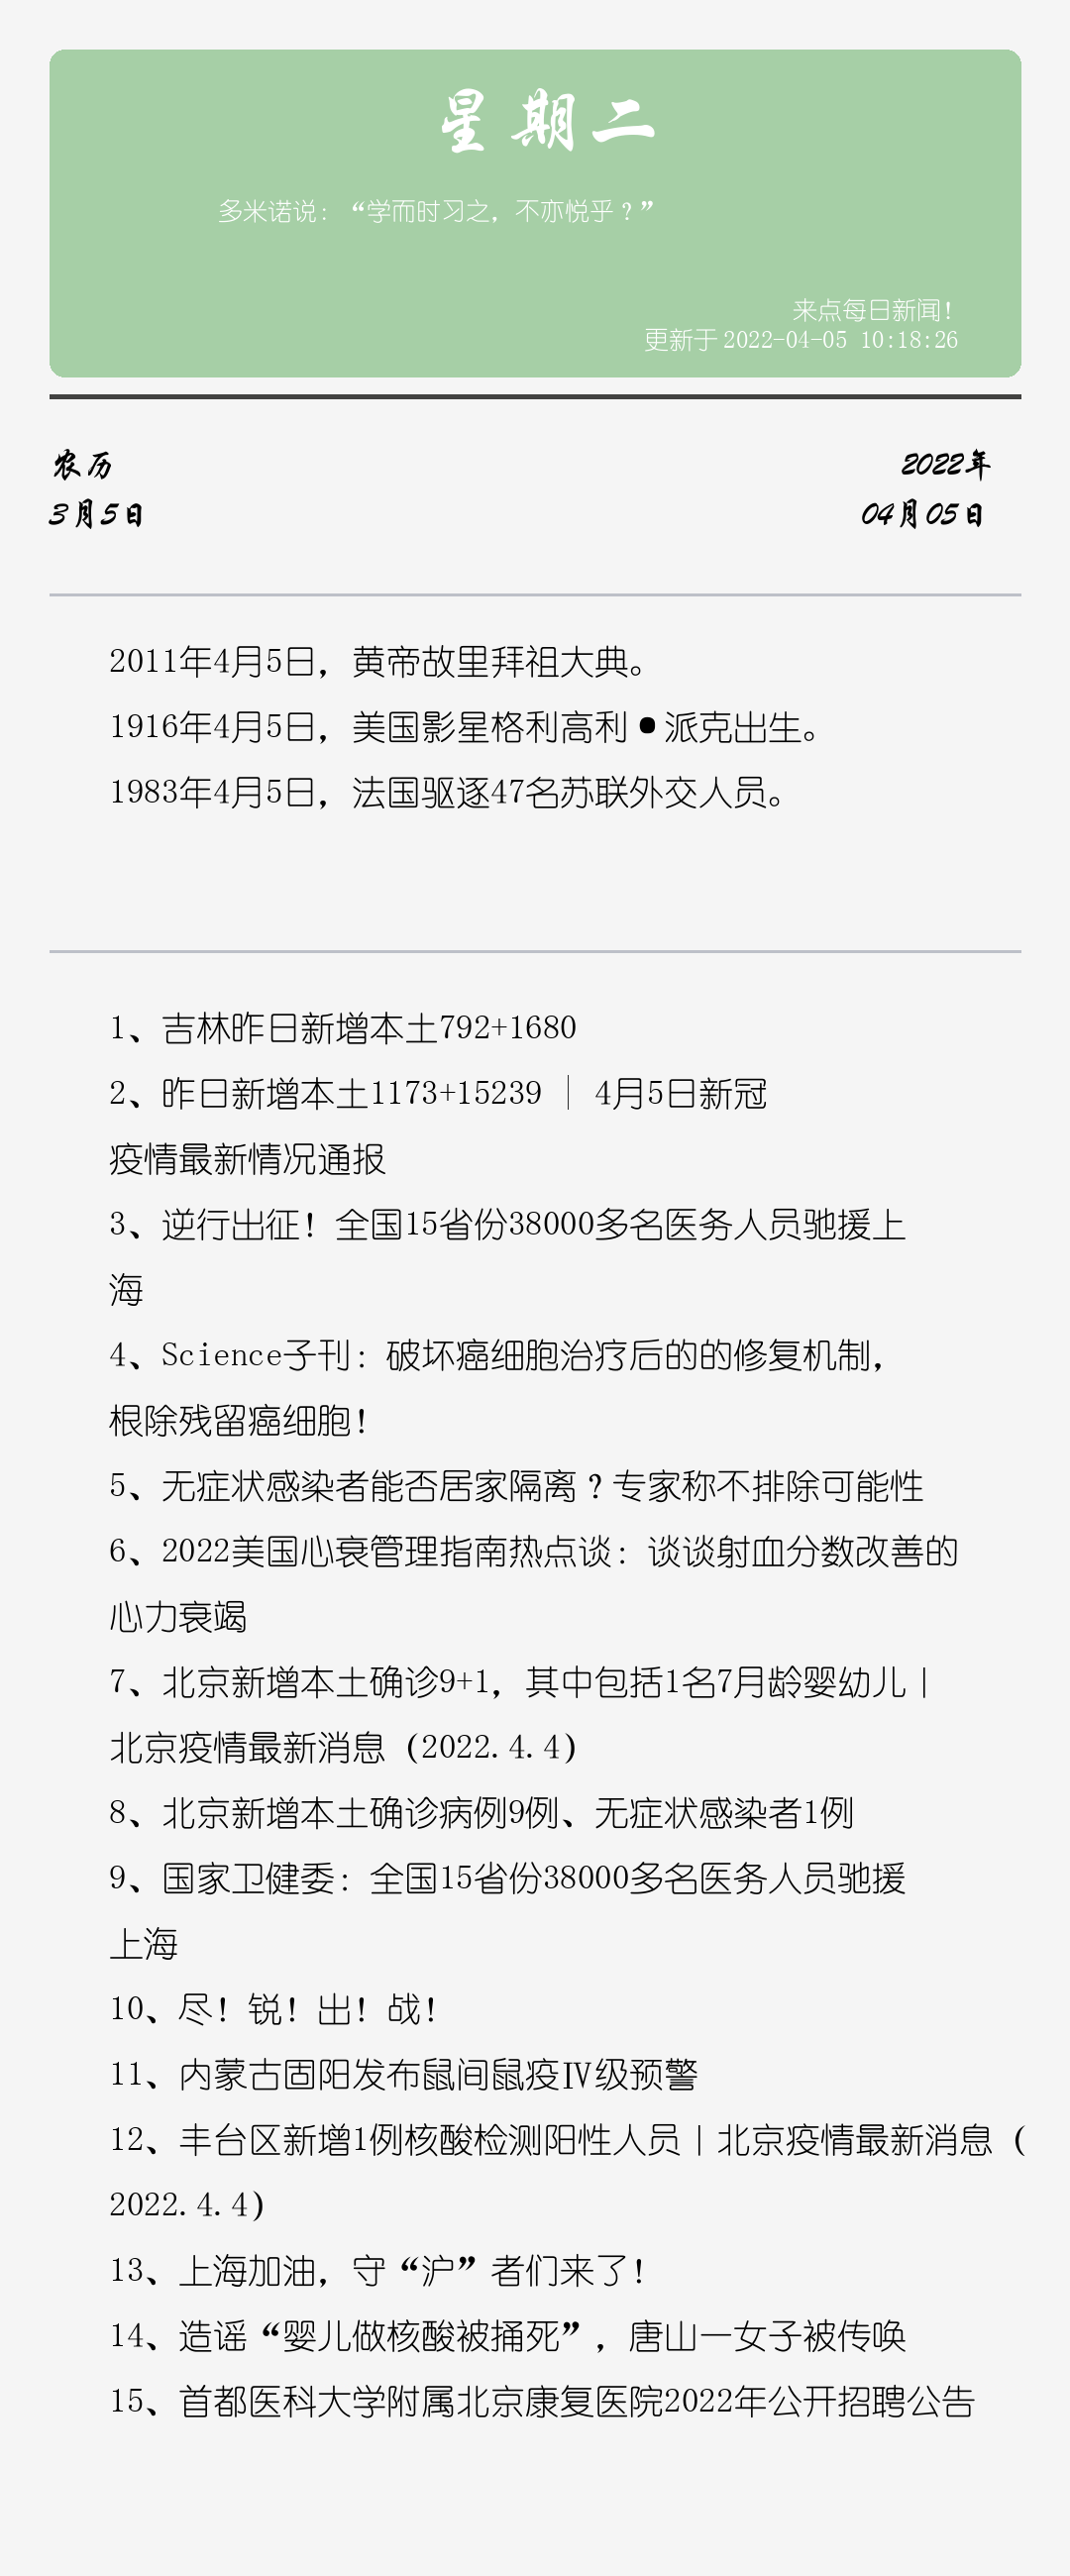 星期二
多米诺说：“学而时习之，不亦悦乎？”
来点每日新闻！
更新于 2022-04-05 10:18:26
农历
2022年
3月5日
04月05日
2011年4月5日，黄帝故里拜祖大典。
1916年4月5日，美国影星格利高利•派克出生。
1983年4月5日，法国驱逐47名苏联外交人员。
1、吉林昨日新增本土792+1680
2、昨日新增本土1173+15239 │ 4月5日新冠
疫情最新情况通报
3、逆行出征！全国15省份38000多名医务人员驰援上
海
4、Science子刊：破坏癌细胞治疗后的的修复机制，
根除残留癌细胞！
5、无症状感染者能否居家隔离？专家称不排除可能性
6、2022美国心衰管理指南热点谈：谈谈射血分数改善的
心力衰竭
7、北京新增本土确诊9+1，其中包括1名7月龄婴幼儿丨
北京疫情最新消息（2022.4.4）
8、北京新增本土确诊病例9例、无症状感染者1例
9、国家卫健委：全国15省份38000多名医务人员驰援
上海
10、尽！锐！出！战！
11、内蒙古固阳发布鼠间鼠疫Ⅳ级预警
12、丰台区新增1例核酸检测阳性人员丨北京疫情最新消息（
2022.4.4）
13、上海加油，守“沪”者们来了！
14、造谣“婴儿做核酸被捅死”，唐山一女子被传唤
15、首都医科大学附属北京康复医院2022年公开招聘公告